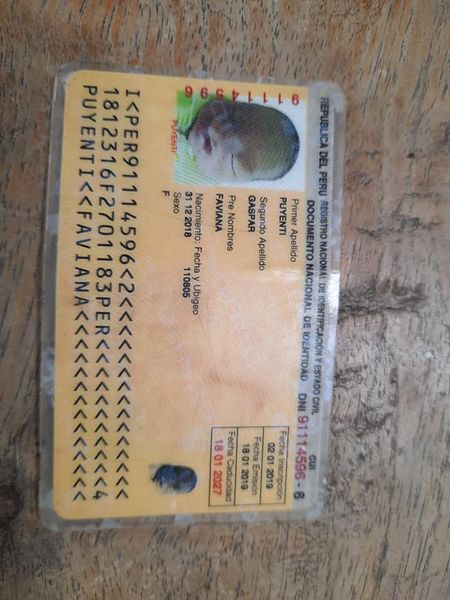 REPUBLICA DEL PERU REGISTRO NACIONAL DE IDENTIFICACION Y ESTADO CIVIL
CUI
DOCUMENTO NACIONAL DE IDENTIDAD DNI 91114596 - 6
Primer Apellido
PUYENTI
Segundo Apellido
GASPAR
Pre Nombres
FAVIANA
Nacimiento: Fecha y Ubigeo
31 12 2018 110805
Sexo
F
Fecha Inscripción
02 01 2019
Fecha Emisión
18 01 2019
Fecha Caducidad
18 01 2027
PUYENTI
I<PER91114596<2<<<<<<<<<<<<<<<
1812316F2701183PER<<<<<<<<<<<4
PUYENTI<<FAVIANA<<<<<<<<<<<<<<